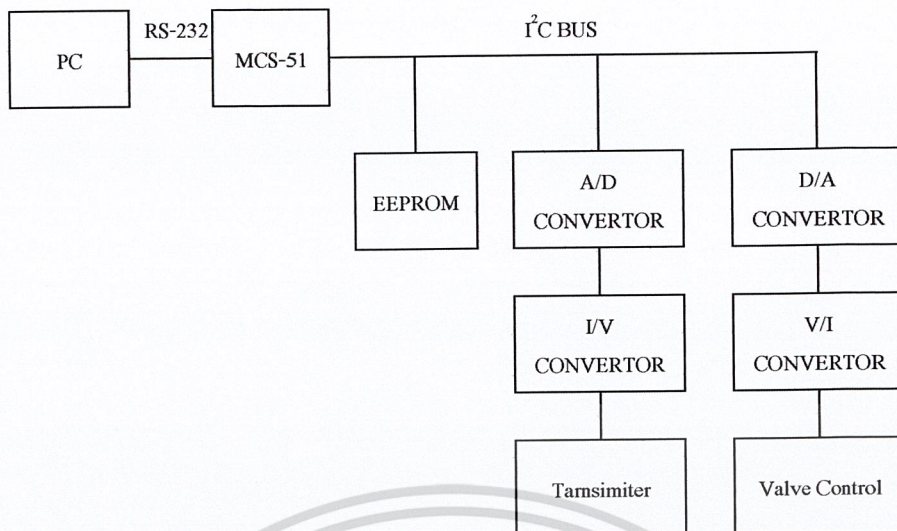 PC
RS-232
MCS-51
I²C BUS
EEPROM
A/D
CONVERTOR
D/A
CONVERTOR
I/V
CONVERTOR
V/I
CONVERTOR
Tarnsimiter
Valve Control